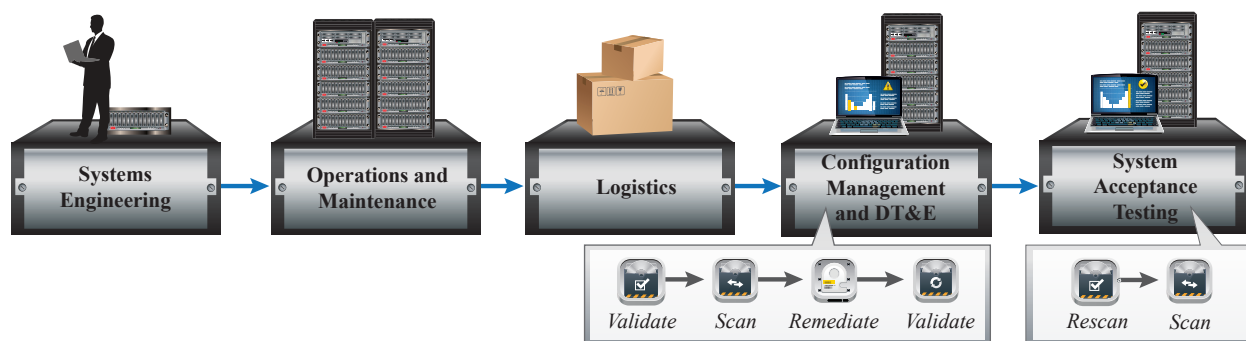 Systems
Engineering
Operations and
Maintenance
Logistics
Configuration
Management
and DT&E
System
Acceptance
Testing
Validate
Scan
Remediate
Validate
Rescan
Scan